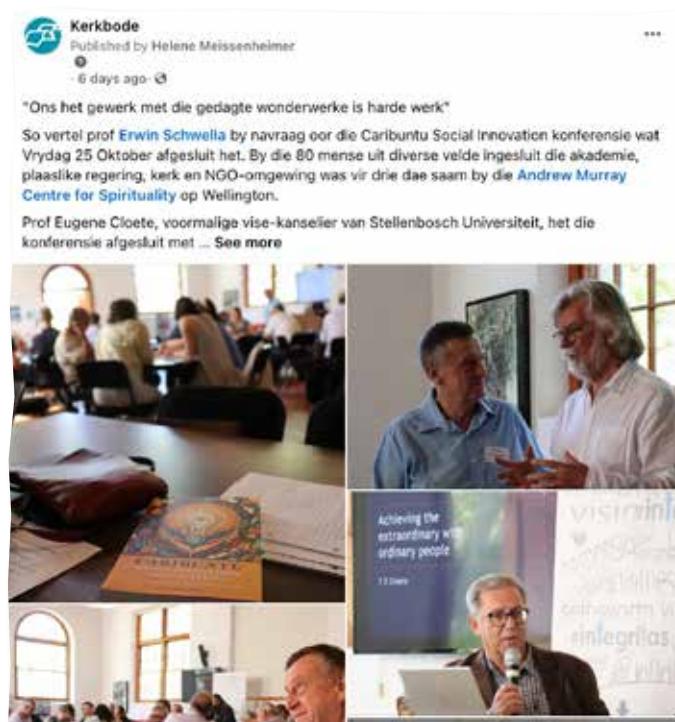 Kerkbode
Published by Helene Meissenheimer
· 6 days ago ·
"Ons het gewerk met die gedagte wonderwerke is harde werk"
So vertel prof Erwin Schwella by navraag oor die Caribuntu Social Innovation konferensie wat
Vrydag 25 Oktober afgesluit het. By die 80 mense uit diverse velde ingesluit die akademie,
plaaslike regering, kerk en NGO-omgewing was vir drie dae saam by die Andrew Murray
Centre for Spirituality op Wellington.
Prof Eugene Cloete, voormalige vise-kanselier van Stellenbosch Universiteit, het die
konferensie afgesluit met ... See more
Achieving the
extraordinary with
ordinary people
integritas